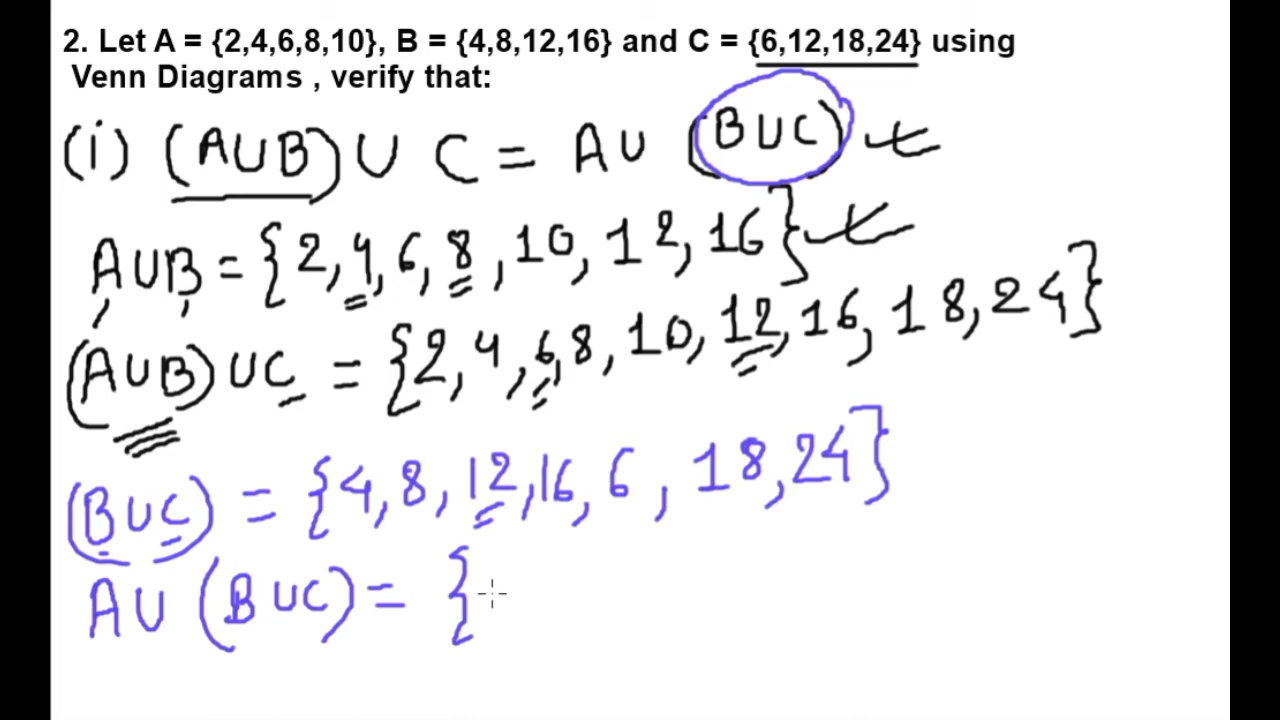 2. Let A = {2,4,6,8,10}, B = {4,8,12,16} and C = {6,12,18,24} using
Venn Diagrams , verify that:
(i) (AUB) U C = A U (BUC)
AUB = {2,4,6,8,10,12,16}
(AUB)UC = {2,4,6,8,10,12,16,18,24}
(BUC) = {4,8,12,16,6,18,24}
AU(BUC) = {